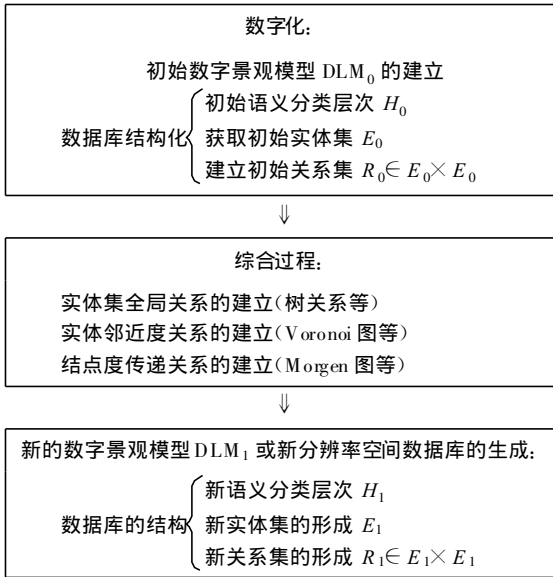 数字化:
初始数字景观模型 DLM₀ 的建立
初始语义分类层次 H₀
数据库结构化 获取初始实体集 E₀
建立初始关系集 R₀∈E₀×E₀
⇓
综合过程:
实体集全局关系的建立(树关系等)
实体邻近度关系的建立(Voronoi 图等)
结点度传递关系的建立(Morgen 图等)
⇓
新的数字景观模型 DLM₁ 或新分辨率空间数据库的生成:
新语义分类层次 H₁
数据库的结构 新实体集的形成 E₁
新关系集的形成 R₁∈E₁×E₁